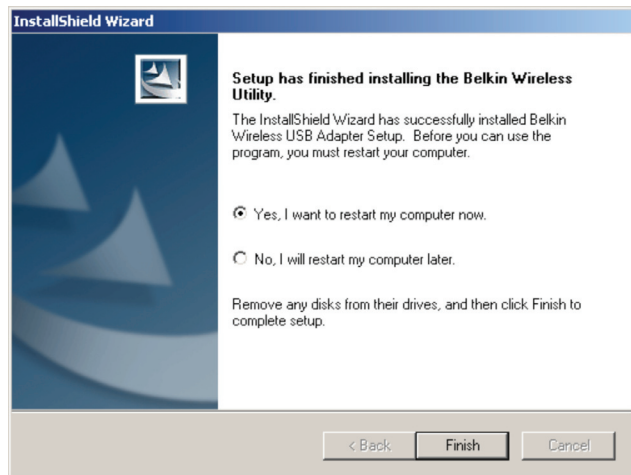 InstallShield Wizard
Setup has finished installing the Belkin Wireless
Utility.
The InstallShield Wizard has successfully installed Belkin
Wireless USB Adapter Setup. Before you can use the
program, you must restart your computer.
Yes, I want to restart my computer now.
No, I will restart my computer later.
Remove any disks from their drives, and then click Finish to
complete setup.
< Back
Finish
Cancel